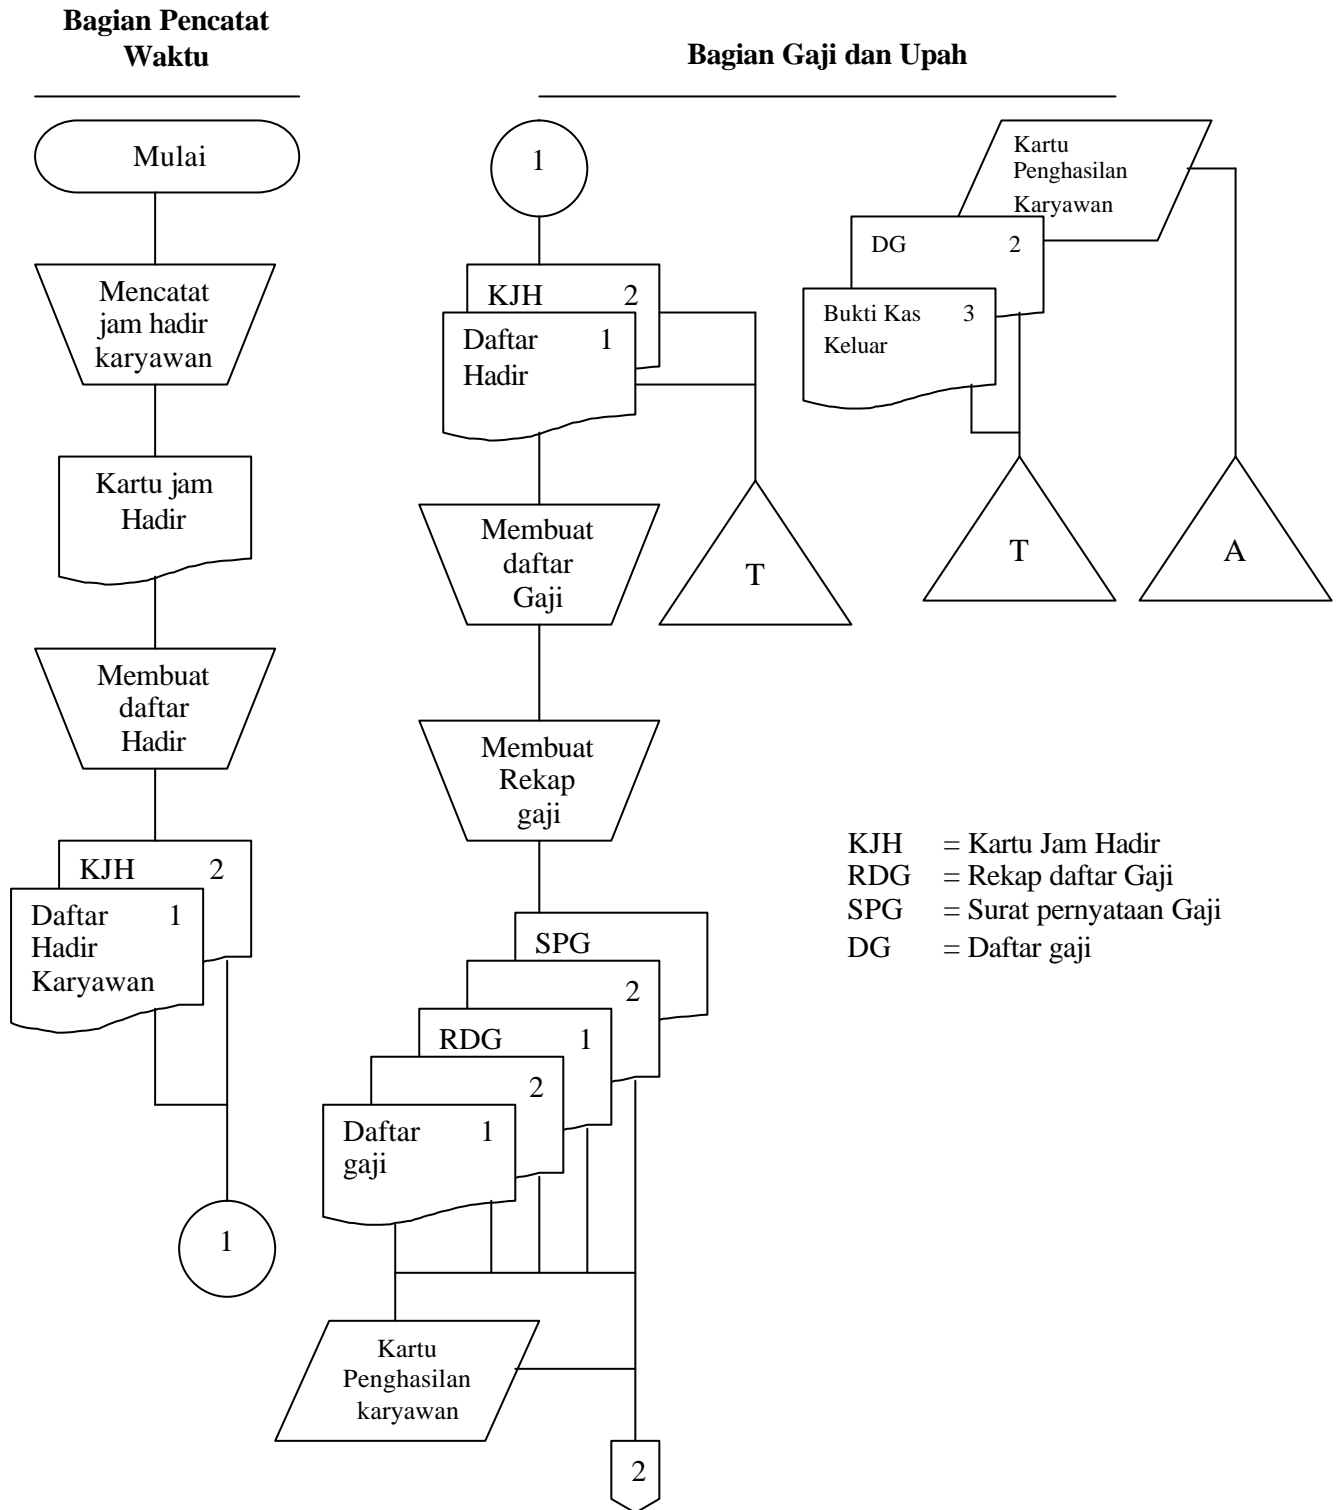 Bagian Pencatat
Waktu
Mulai
Mencatat
jam hadir
karyawan
Kartu jam
Hadir
Membuat
daftar
Hadir
KJH 2
Daftar 1
Hadir
Karyawan
1
Bagian Gaji dan Upah
1
KJH 2
Daftar 1
Hadir
T
Membuat
daftar
Gaji
Membuat
Rekap
gaji
SPG
2
RDG 1
2
Daftar 1
gaji
Kartu
Penghasilan
karyawan
2
Kartu
Penghasilan
Karyawan
DG 2
Bukti Kas 3
Keluar
T
A
KJH = Kartu Jam Hadir
RDG = Rekap daftar Gaji
SPG = Surat pernyataan Gaji
DG = Daftar gaji